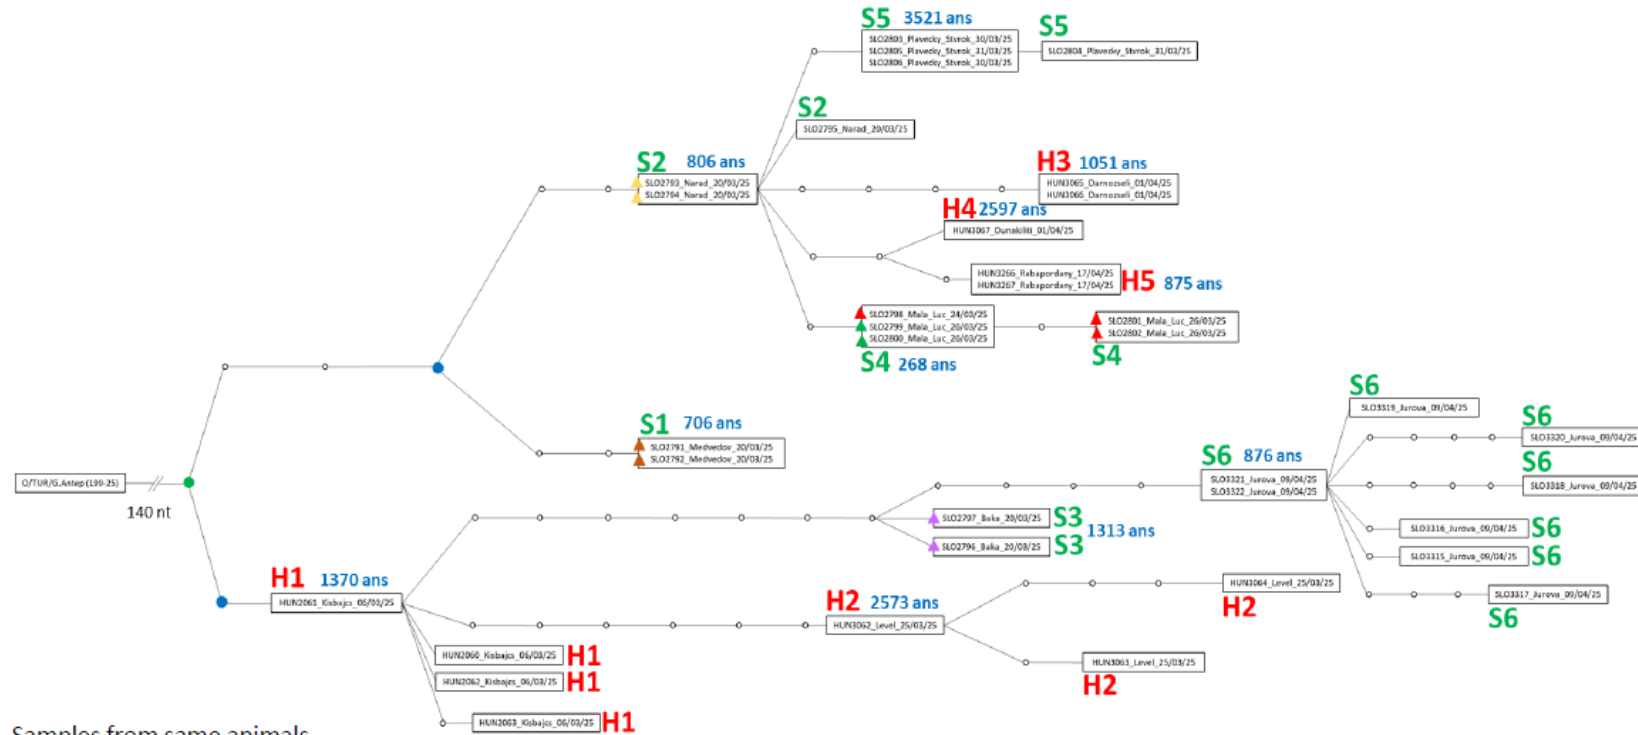 S5 3521 ans
S5
SLO2803_Plavecky_Stvrok_30/03/25
SLO2805_Plavecky_Stvrok_31/03/25
SLO2806_Plavecky_Stvrok_30/03/25
SLO2804_Plavecky_Stvrok_31/03/25
S2
SLO2795_Narad_20/03/25
S2 806 ans
SLO2793_Narad_20/03/25
SLO2794_Narad_20/03/25
H3 1051 ans
HUN3065_Darnozseli_01/04/25
HUN3066_Darnozseli_01/04/25
H4 2597 ans
HUN3067_Dunakiliti_01/04/25
HUN3266_Rabapordany_17/04/25
HUN3267_Rabapordany_17/04/25
H5 875 ans
SLO2798_Mala_Luc_24/03/25
SLO2799_Mala_Luc_26/03/25
SLO2800_Mala_Luc_26/03/25
SLO2801_Mala_Luc_26/03/25
SLO2802_Mala_Luc_26/03/25
S4 268 ans
S4
S1 706 ans
SLO2791_Medvedov_20/03/25
SLO2792_Medvedov_20/03/25
S6
SLO3319_Jurova_09/04/25
S6
SLO3320_Jurova_09/04/25
S6 876 ans
SLO3321_Jurova_09/04/25
SLO3322_Jurova_09/04/25
S6
SLO3318_Jurova_09/04/25
O/TUR/G.Antep (199-25)
140 nt
SLO2797_Baka_20/03/25 S3
1313 ans
SLO2796_Baka_20/03/25 S3
SLO3316_Jurova_09/04/25 S6
SLO3315_Jurova_09/04/25 S6
SLO3317_Jurova_09/04/25
S6
H1 1370 ans
HUN2061_Kisbajcs_06/03/25
H2 2573 ans
HUN3062_Level_25/03/25
HUN3064_Level_25/03/25
H2
HUN3063_Level_25/03/25
H2
HUN2060_Kisbajcs_06/03/25 H1
HUN2062_Kisbajcs_06/03/25 H1
HUN2063_Kisbajcs_06/03/25 H1
Samples from same animals